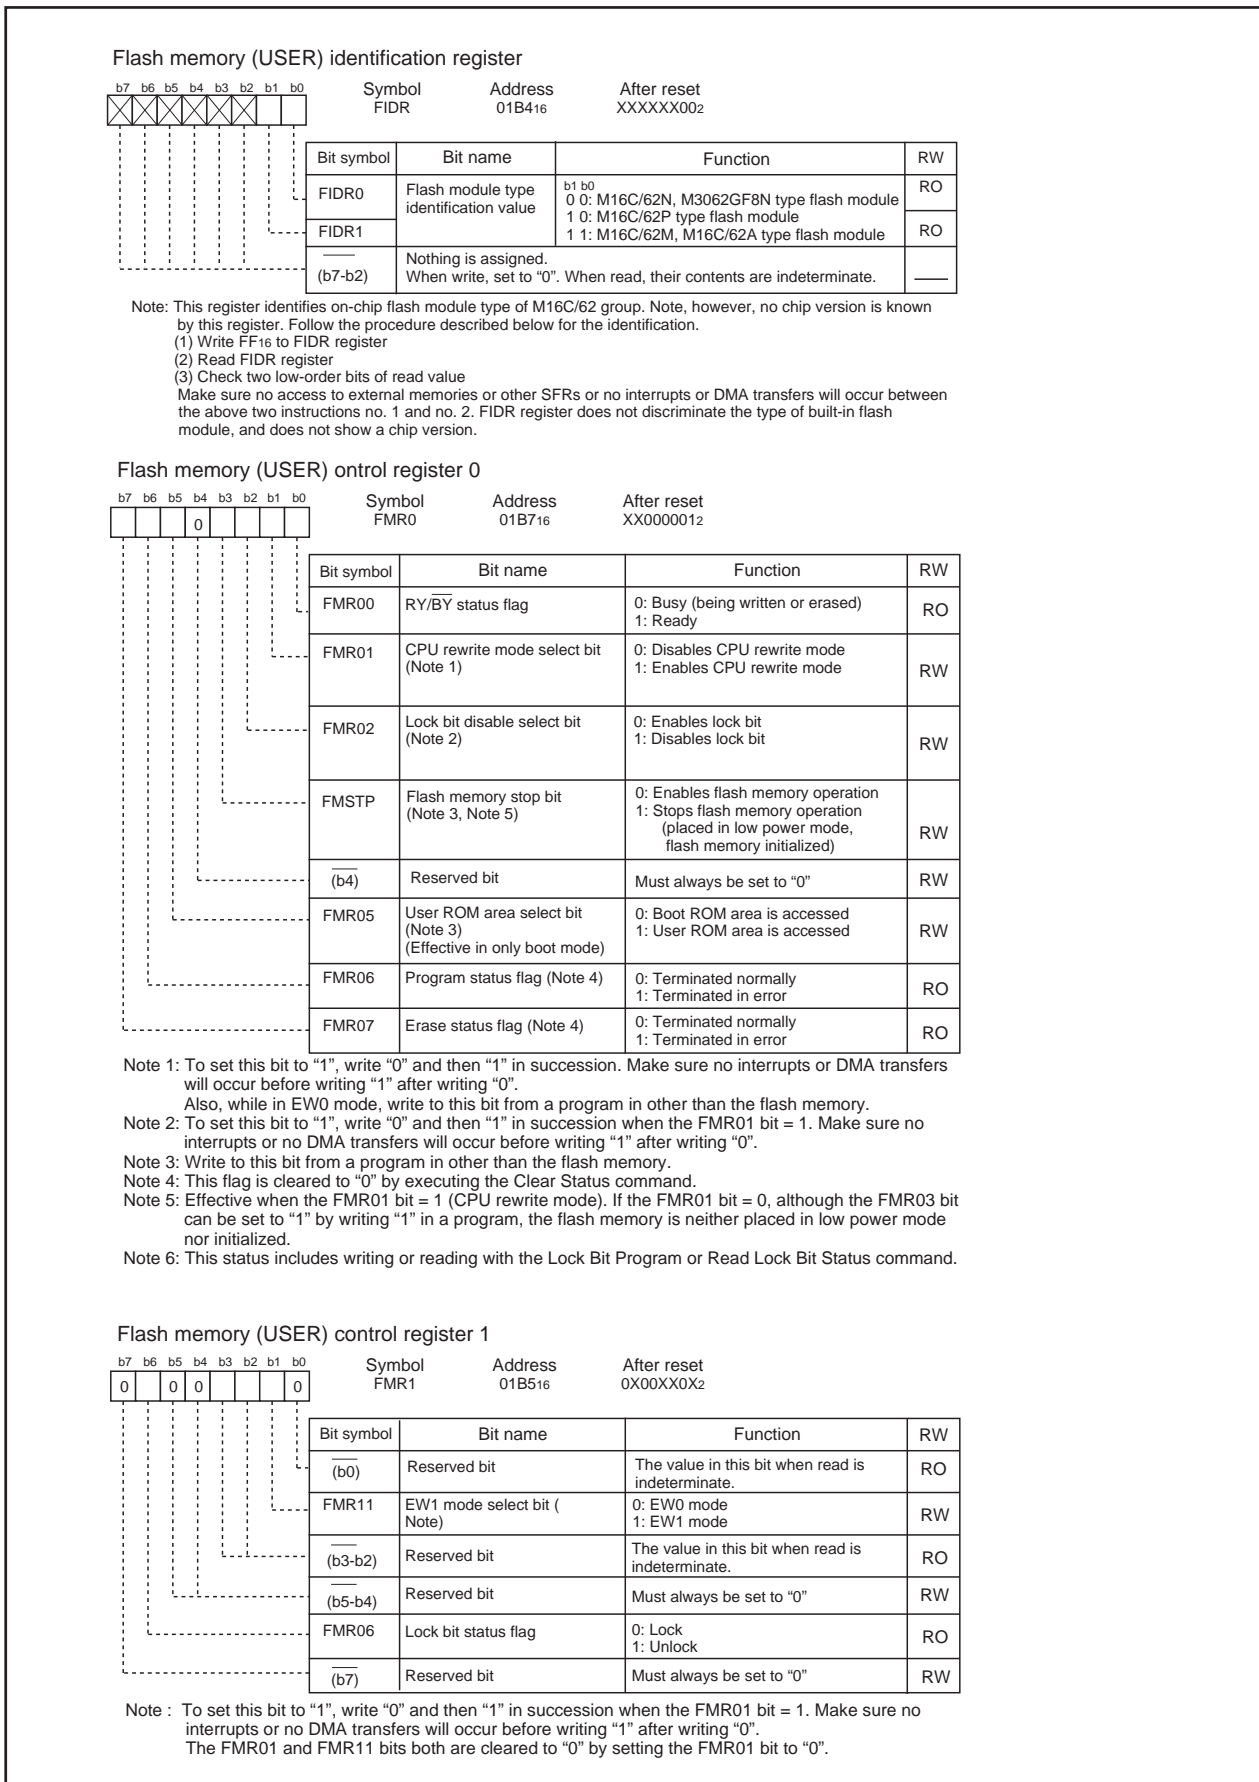 Flash memory (USER) identification register
b7 b6 b5 b4 b3 b2 b1 b0
Symbol Address After reset
FIDR 01B416 XXXXXX002
Bit symbol Bit name Function RW
FIDR0 Flash module type identification value b1 b0 RO
0 0: M16C/62N, M3062GF8N type flash module
1 0: M16C/62P type flash module
FIDR1 1 1: M16C/62M, M16C/62A type flash module RO
(b7-b2) Nothing is assigned.
When write, set to “0”. When read, their contents are indeterminate.
Note: This register identifies on-chip flash module type of M16C/62 group. Note, however, no chip version is known
by this register. Follow the procedure described below for the identification.
(1) Write FF16 to FIDR register
(2) Read FIDR register
(3) Check two low-order bits of read value
Make sure no access to external memories or other SFRs or no interrupts or DMA transfers will occur between
the above two instructions no. 1 and no. 2. FIDR register does not discriminate the type of built-in flash
module, and does not show a chip version.
Flash memory (USER) ontrol register 0
b7 b6 b5 b4 b3 b2 b1 b0
0
Symbol Address After reset
FMR0 01B716 XX0000012
Bit symbol Bit name Function RW
FMR00 RY/BY status flag 0: Busy (being written or erased) RO
1: Ready
FMR01 CPU rewrite mode select bit 0: Disables CPU rewrite mode
(Note 1) 1: Enables CPU rewrite mode RW
FMR02 Lock bit disable select bit 0: Enables lock bit
(Note 2) 1: Disables lock bit RW
FMSTP Flash memory stop bit 0: Enables flash memory operation
(Note 3, Note 5) 1: Stops flash memory operation
(placed in low power mode, RW
flash memory initialized)
(b4) Reserved bit Must always be set to “0” RW
FMR05 User ROM area select bit 0: Boot ROM area is accessed
(Note 3) 1: User ROM area is accessed RW
(Effective in only boot mode)
FMR06 Program status flag (Note 4) 0: Terminated normally RO
1: Terminated in error
FMR07 Erase status flag (Note 4) 0: Terminated normally RO
1: Terminated in error
Note 1: To set this bit to “1”, write “0” and then “1” in succession. Make sure no interrupts or DMA transfers
will occur before writing “1” after writing “0”.
Also, while in EW0 mode, write to this bit from a program in other than the flash memory.
Note 2: To set this bit to “1”, write “0” and then “1” in succession when the FMR01 bit = 1. Make sure no
interrupts or no DMA transfers will occur before writing “1” after writing “0”.
Note 3: Write to this bit from a program in other than the flash memory.
Note 4: This flag is cleared to “0” by executing the Clear Status command.
Note 5: Effective when the FMR01 bit = 1 (CPU rewrite mode). If the FMR01 bit = 0, although the FMR03 bit
can be set to “1” by writing “1” in a program, the flash memory is neither placed in low power mode
nor initialized.
Note 6: This status includes writing or reading with the Lock Bit Program or Read Lock Bit Status command.
Flash memory (USER) control register 1
b7 b6 b5 b4 b3 b2 b1 b0
0 0 0 0
Symbol Address After reset
FMR1 01B516 0X00XX0X2
Bit symbol Bit name Function RW
(b0) Reserved bit The value in this bit when read is RO
indeterminate.
FMR11 EW1 mode select bit ( 0: EW0 mode
Note) 1: EW1 mode RW
(b3-b2) Reserved bit The value in this bit when read is RO
indeterminate.
(b5-b4) Reserved bit Must always be set to “0” RW
FMR06 Lock bit status flag 0: Lock RO
1: Unlock
(b7) Reserved bit Must always be set to “0” RW
Note : To set this bit to “1”, write “0” and then “1” in succession when the FMR01 bit = 1. Make sure no
interrupts or no DMA transfers will occur before writing “1” after writing “0”.
The FMR01 and FMR11 bits both are cleared to “0” by setting the FMR01 bit to “0”.